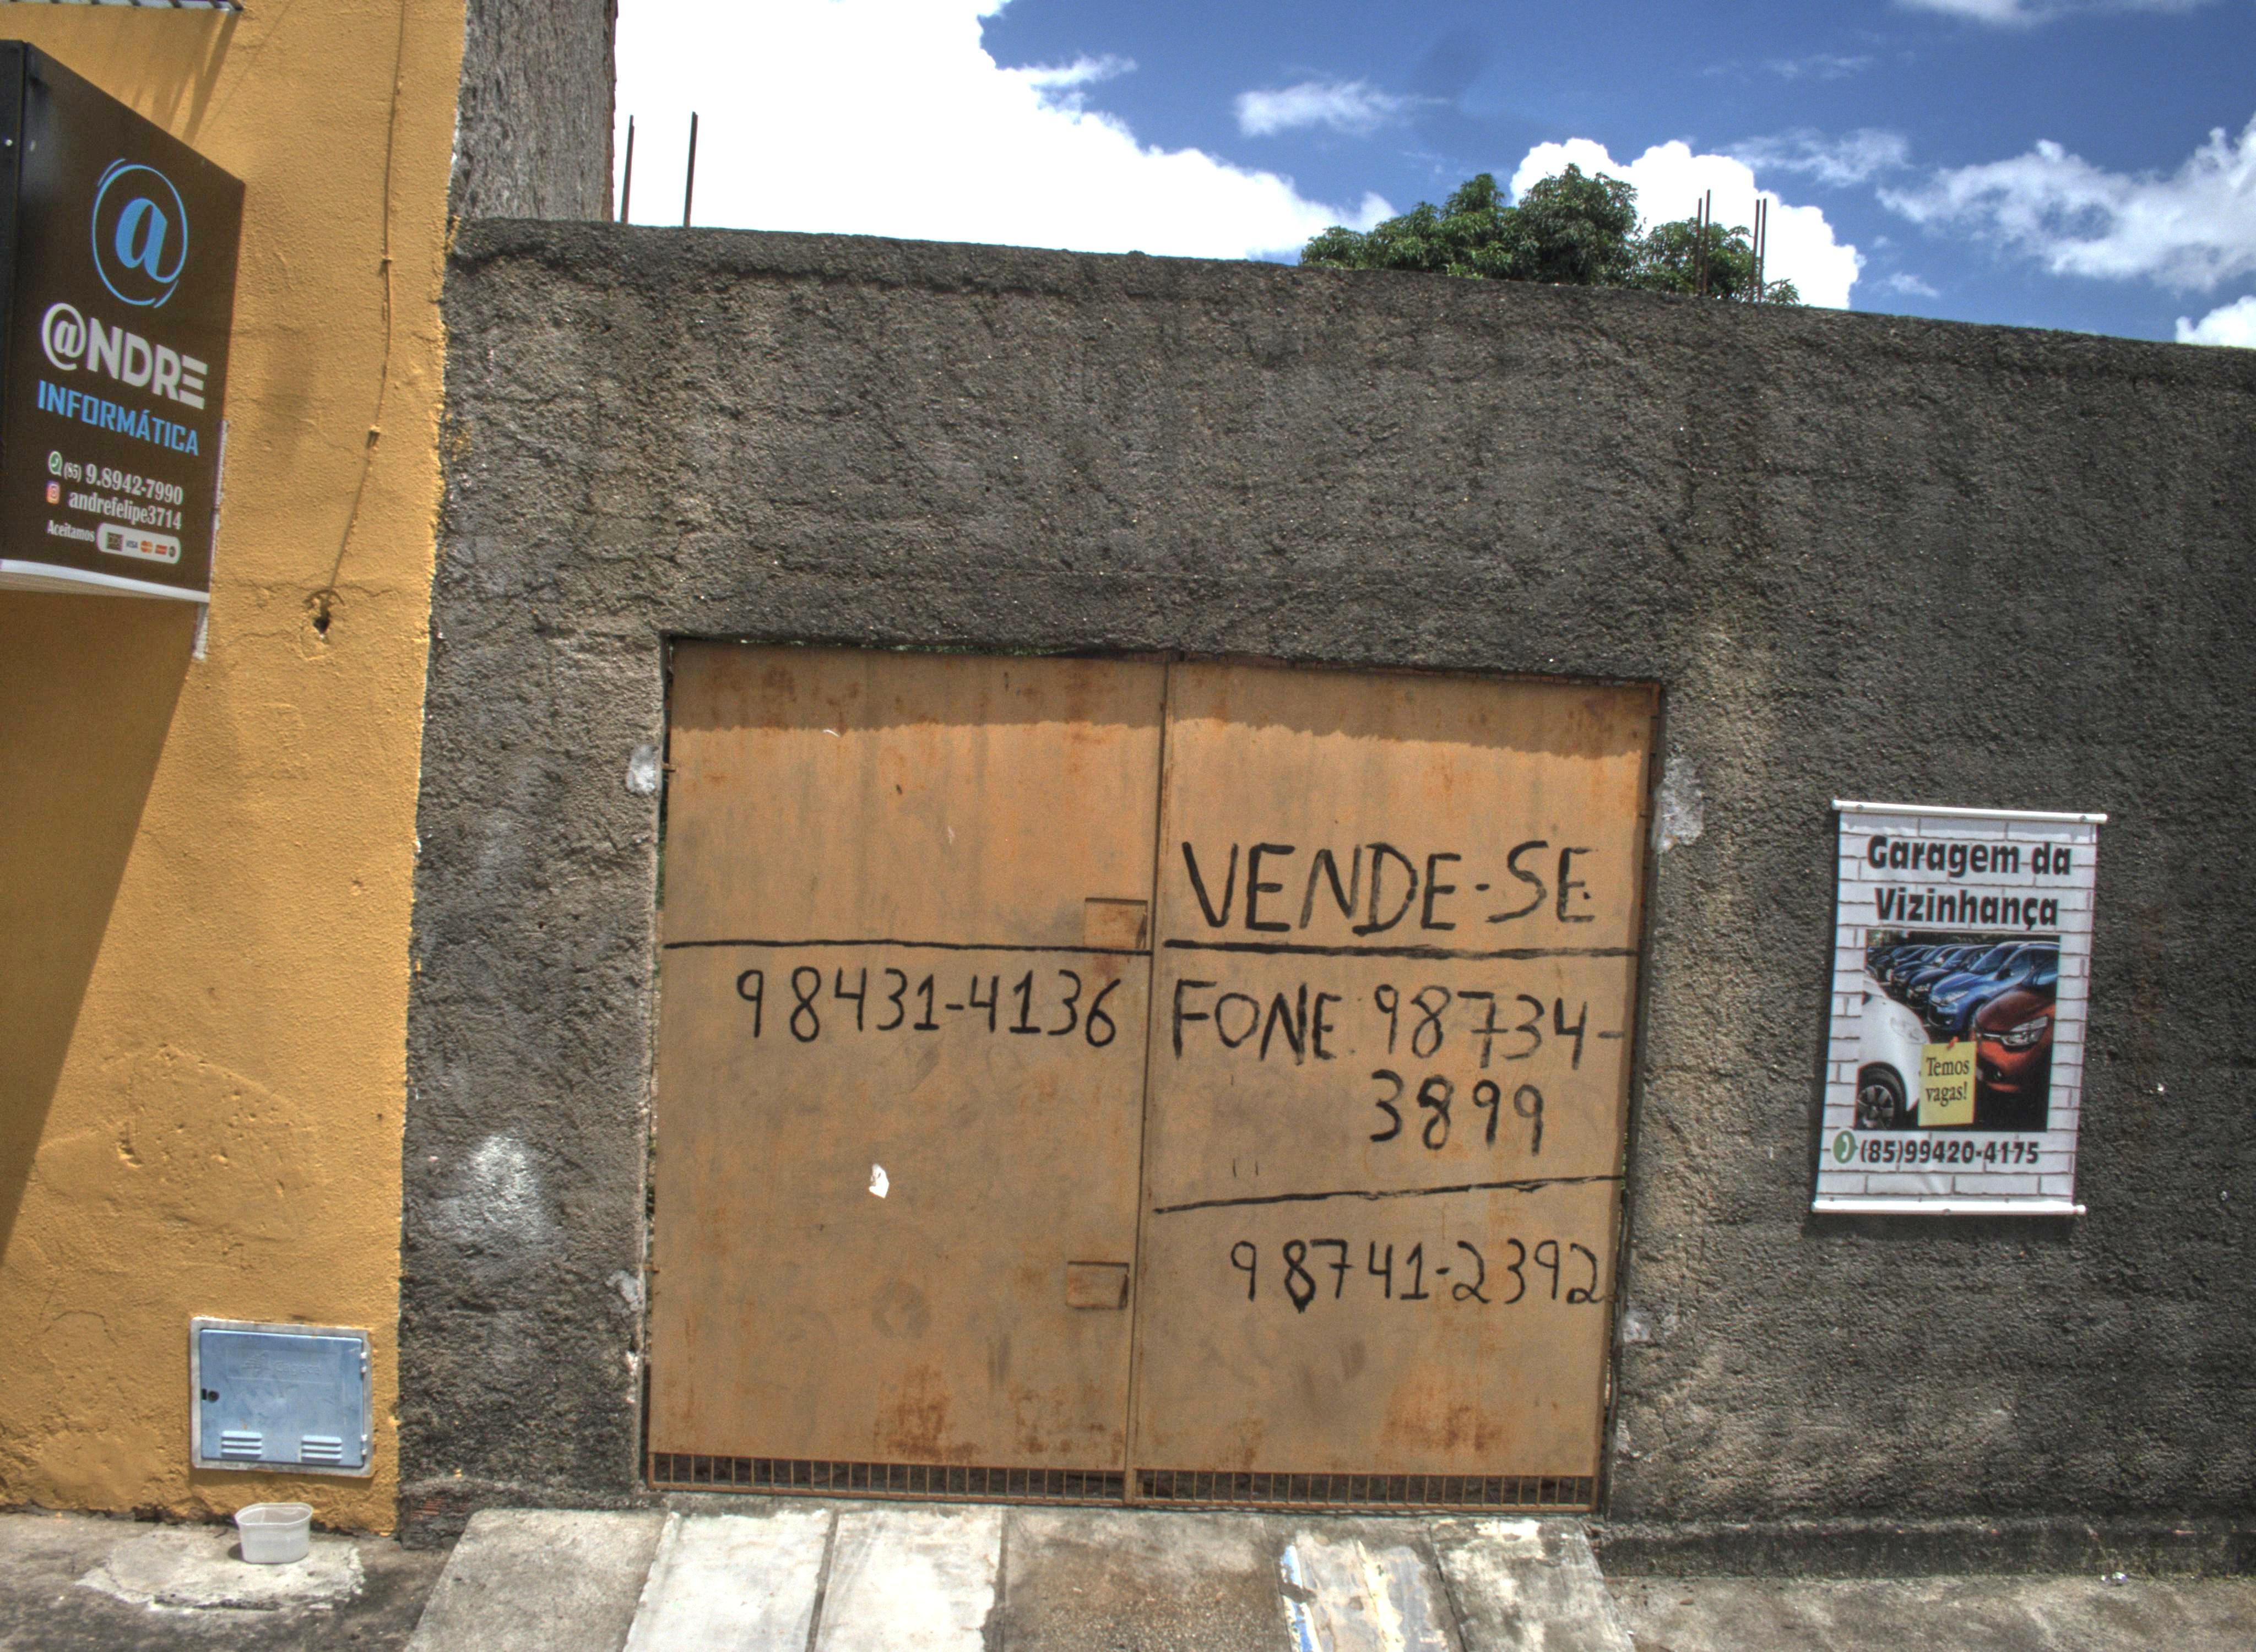 a
@NDRE
INFORMÁTICA
(85) 9.8942-7990
andrefelipe3714
Aceitamos
VISA
VENDE-SE
98431-4136
FONE 98734-
3899
98741-2392
Garagem da
Vizinhança
Temos
vagas!
(85)99420-4175